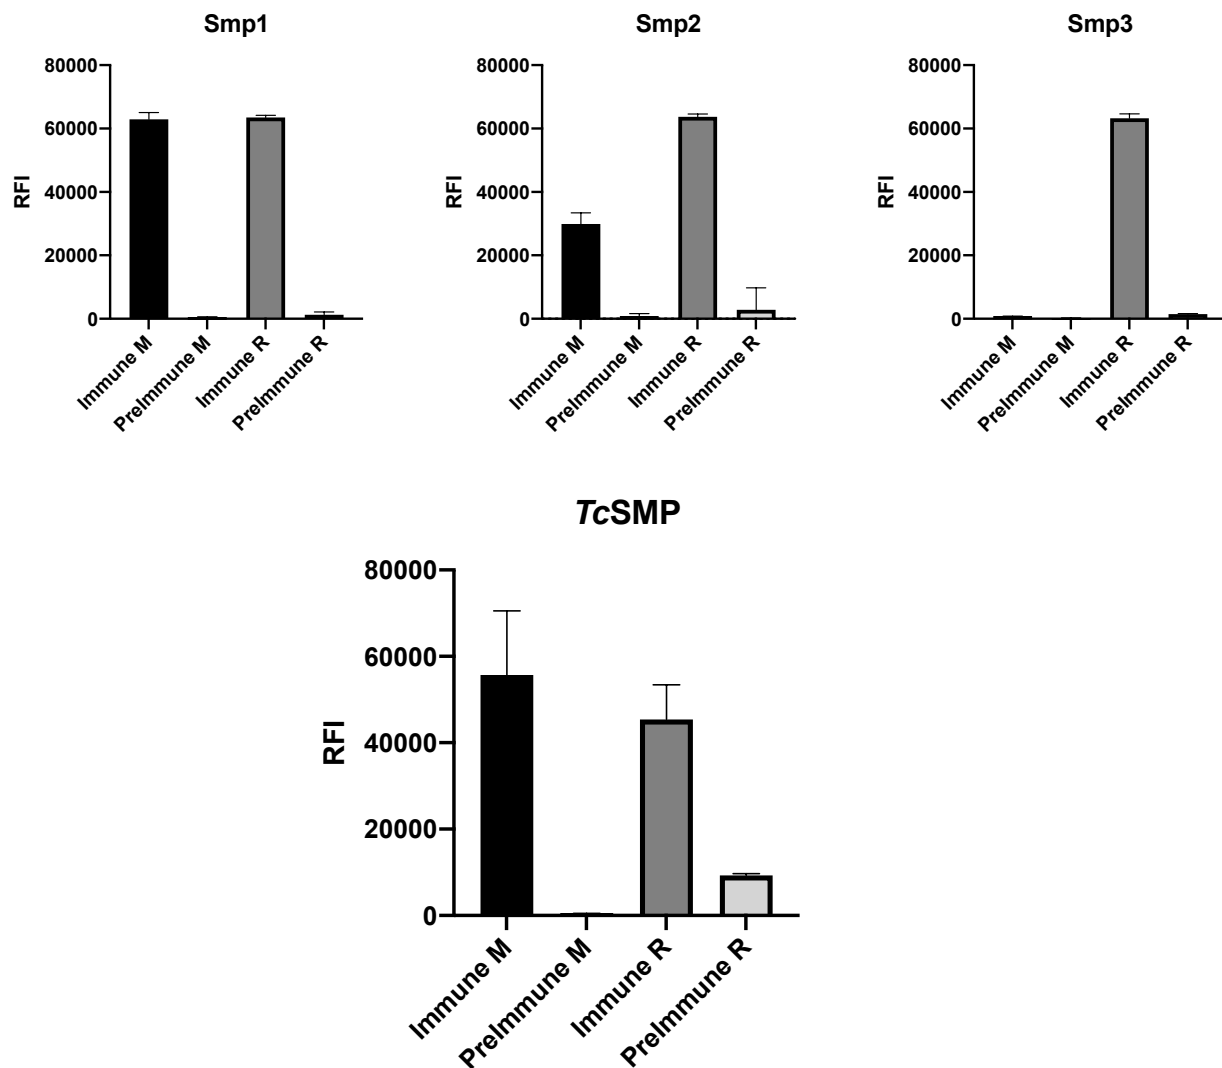 Smp1
RFI
80000
60000
40000
20000
0
Immune M
PreImmune M
Immune R
PreImmune R
Smp2
RFI
80000
60000
40000
20000
0
Immune M
PreImmune M
Immune R
PreImmune R
Smp3
RFI
80000
60000
40000
20000
0
Immune M
PreImmune M
Immune R
PreImmune R
TcSMP
RFI
80000
60000
40000
20000
0
Immune M
PreImmune M
Immune R
PreImmune R